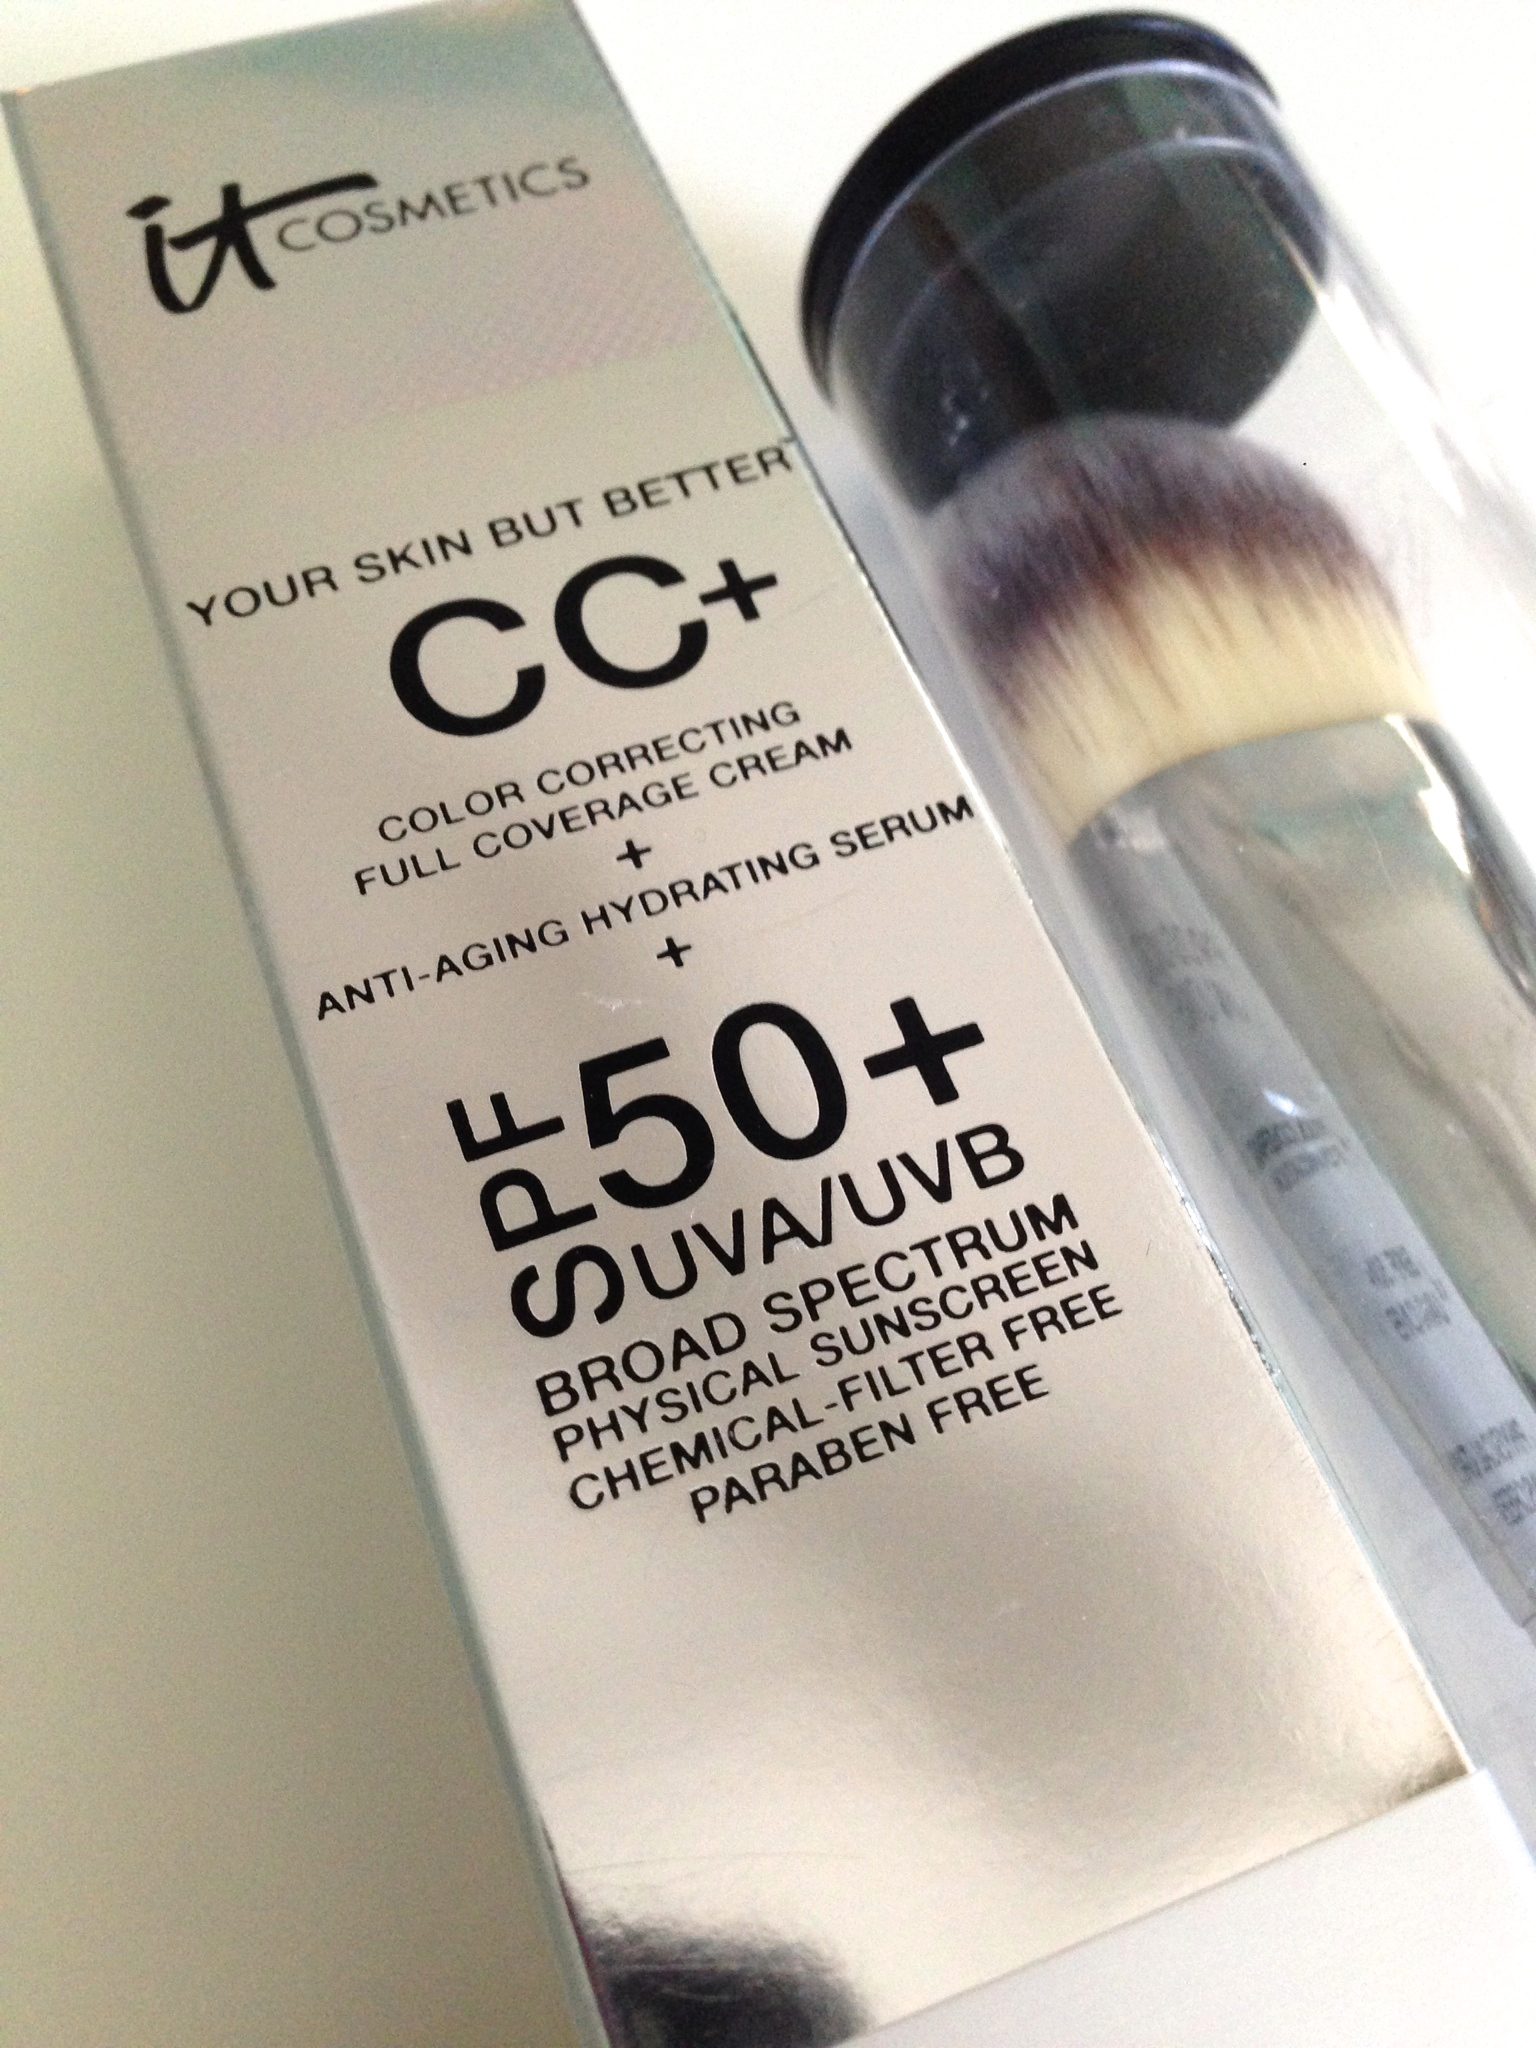 it COSMETICS
YOUR SKIN BUT BETTER
CC+
COLOR CORRECTING
FULL COVERAGE CREAM
+
ANTI-AGING HYDRATING SERUM
+
SPF 50+
UVA/UVB
BROAD SPECTRUM
PHYSICAL SUNSCREEN
CHEMICAL-FILTER FREE
PARABEN FREE